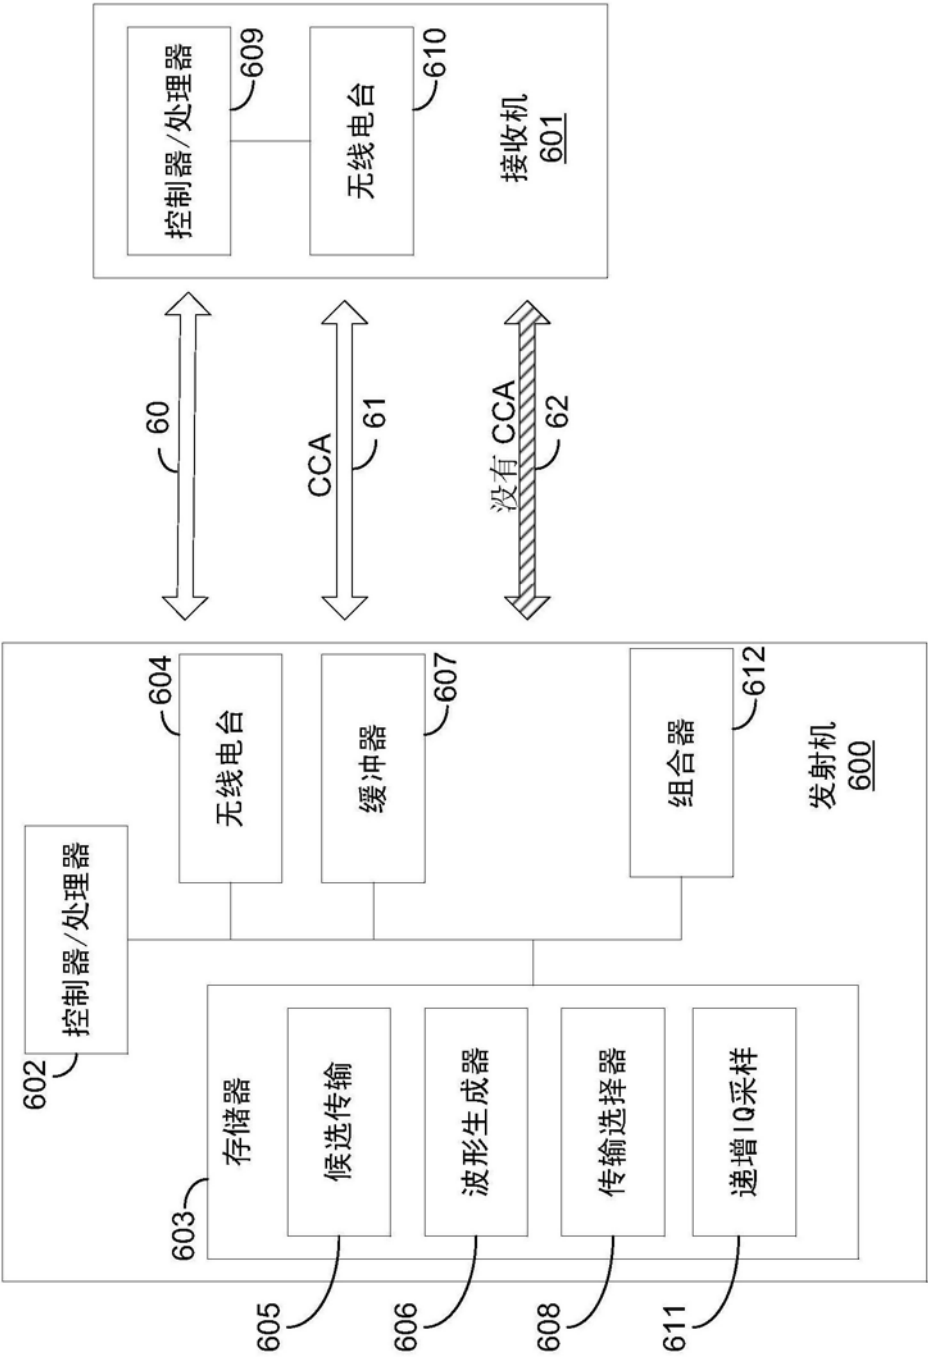 602
控制器/处理器
603
存储器
605
候选传输
606
波形生成器
608
传输选择器
611
递增IQ采样
604
无线电台
607
缓冲器
612
组合器
发射机
600
60
CCA
61
没有 CCA
62
控制器/处理器
609
无线电台
610
接收机
601